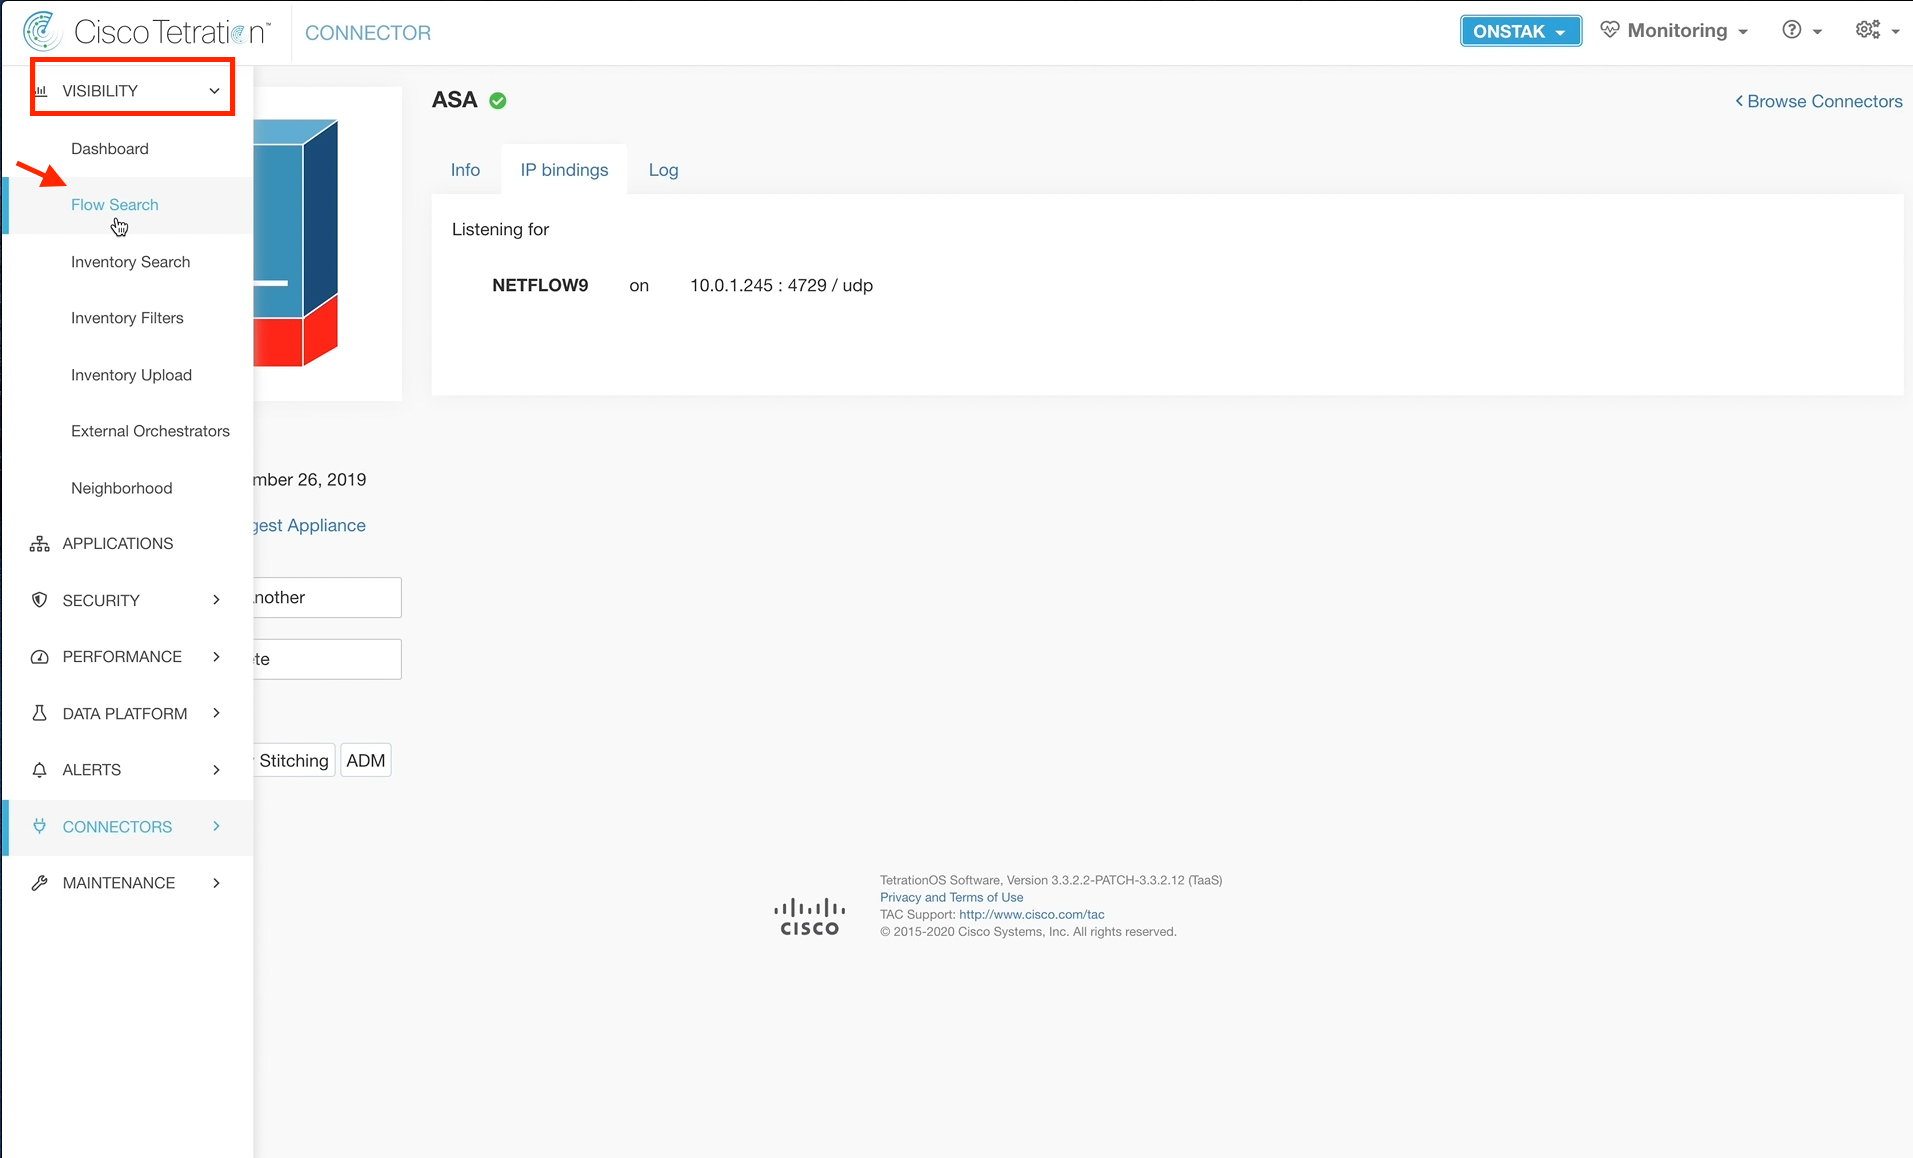 Cisco Tetration™
CONNECTOR
ONSTAK
Monitoring
VISIBILITY
Dashboard
Flow Search
Inventory Search
Inventory Filters
Inventory Upload
External Orchestrators
Neighborhood
APPLICATIONS
SECURITY
PERFORMANCE
DATA PLATFORM
ALERTS
CONNECTORS
MAINTENANCE
mber 26, 2019
gest Appliance
nother
te
Stitching ADM
ASA
Browse Connectors
Info IP bindings Log
Listening for
NETFLOW9 on 10.0.1.245 : 4729 / udp
CISCO
TetrationOS Software, Version 3.3.2.2-PATCH-3.3.2.12 (TaaS)
Privacy and Terms of Use
TAC Support: http://www.cisco.com/tac
© 2015-2020 Cisco Systems, Inc. All rights reserved.